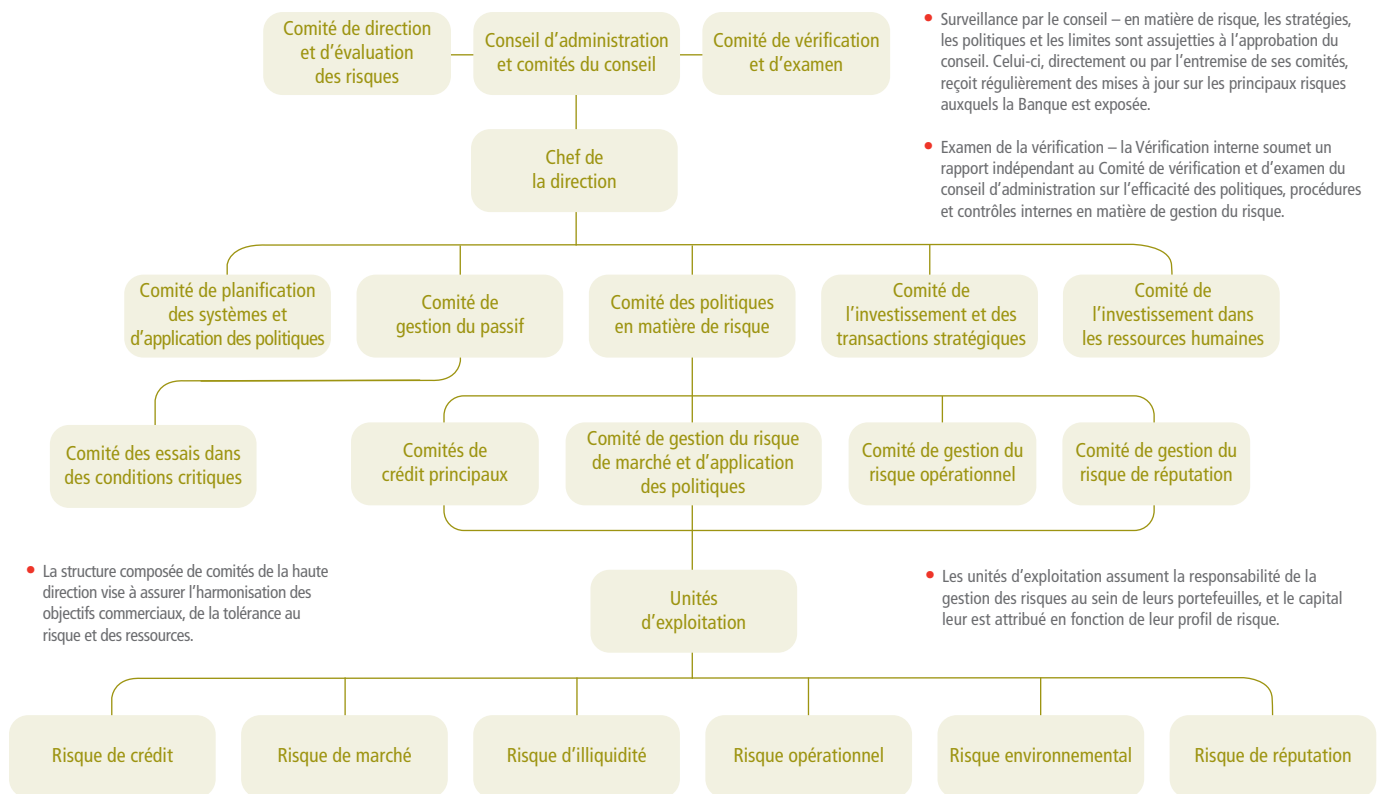 Comité de direction
et d'évaluation
des risques
Conseil d'administration
et comités du conseil
Comité de vérification
et d'examen
• Surveillance par le conseil – en matière de risque, les stratégies,
les politiques et les limites sont assujetties à l'approbation du
conseil. Celui-ci, directement ou par l'entremise de ses comités,
reçoit régulièrement des mises à jour sur les principaux risques
auxquels la Banque est exposée.
• Examen de la vérification – la Vérification interne soumet un
rapport indépendant au Comité de vérification et d'examen du
conseil d'administration sur l'efficacité des politiques, procédures
et contrôles internes en matière de gestion du risque.
Chef de
la direction
Comité de planification
des systèmes et
d'application des politiques
Comité de
gestion du passif
Comité des politiques
en matière de risque
Comité de
l'investissement et des
transactions stratégiques
Comité de
l'investissement dans
les ressources humaines
Comité des essais dans
des conditions critiques
Comités de
crédit principaux
Comité de gestion du risque
de marché et d'application
des politiques
Comité de gestion du
risque opérationnel
Comité de gestion du
risque de réputation
• La structure composée de comités de la haute
direction vise à assurer l'harmonisation des
objectifs commerciaux, de la tolérance au
risque et des ressources.
Unités
d'exploitation
• Les unités d'exploitation assument la responsabilité de la
gestion des risques au sein de leurs portefeuilles, et le capital
leur est attribué en fonction de leur profil de risque.
Risque de crédit
Risque de marché
Risque d'illiquidité
Risque opérationnel
Risque environnemental
Risque de réputation